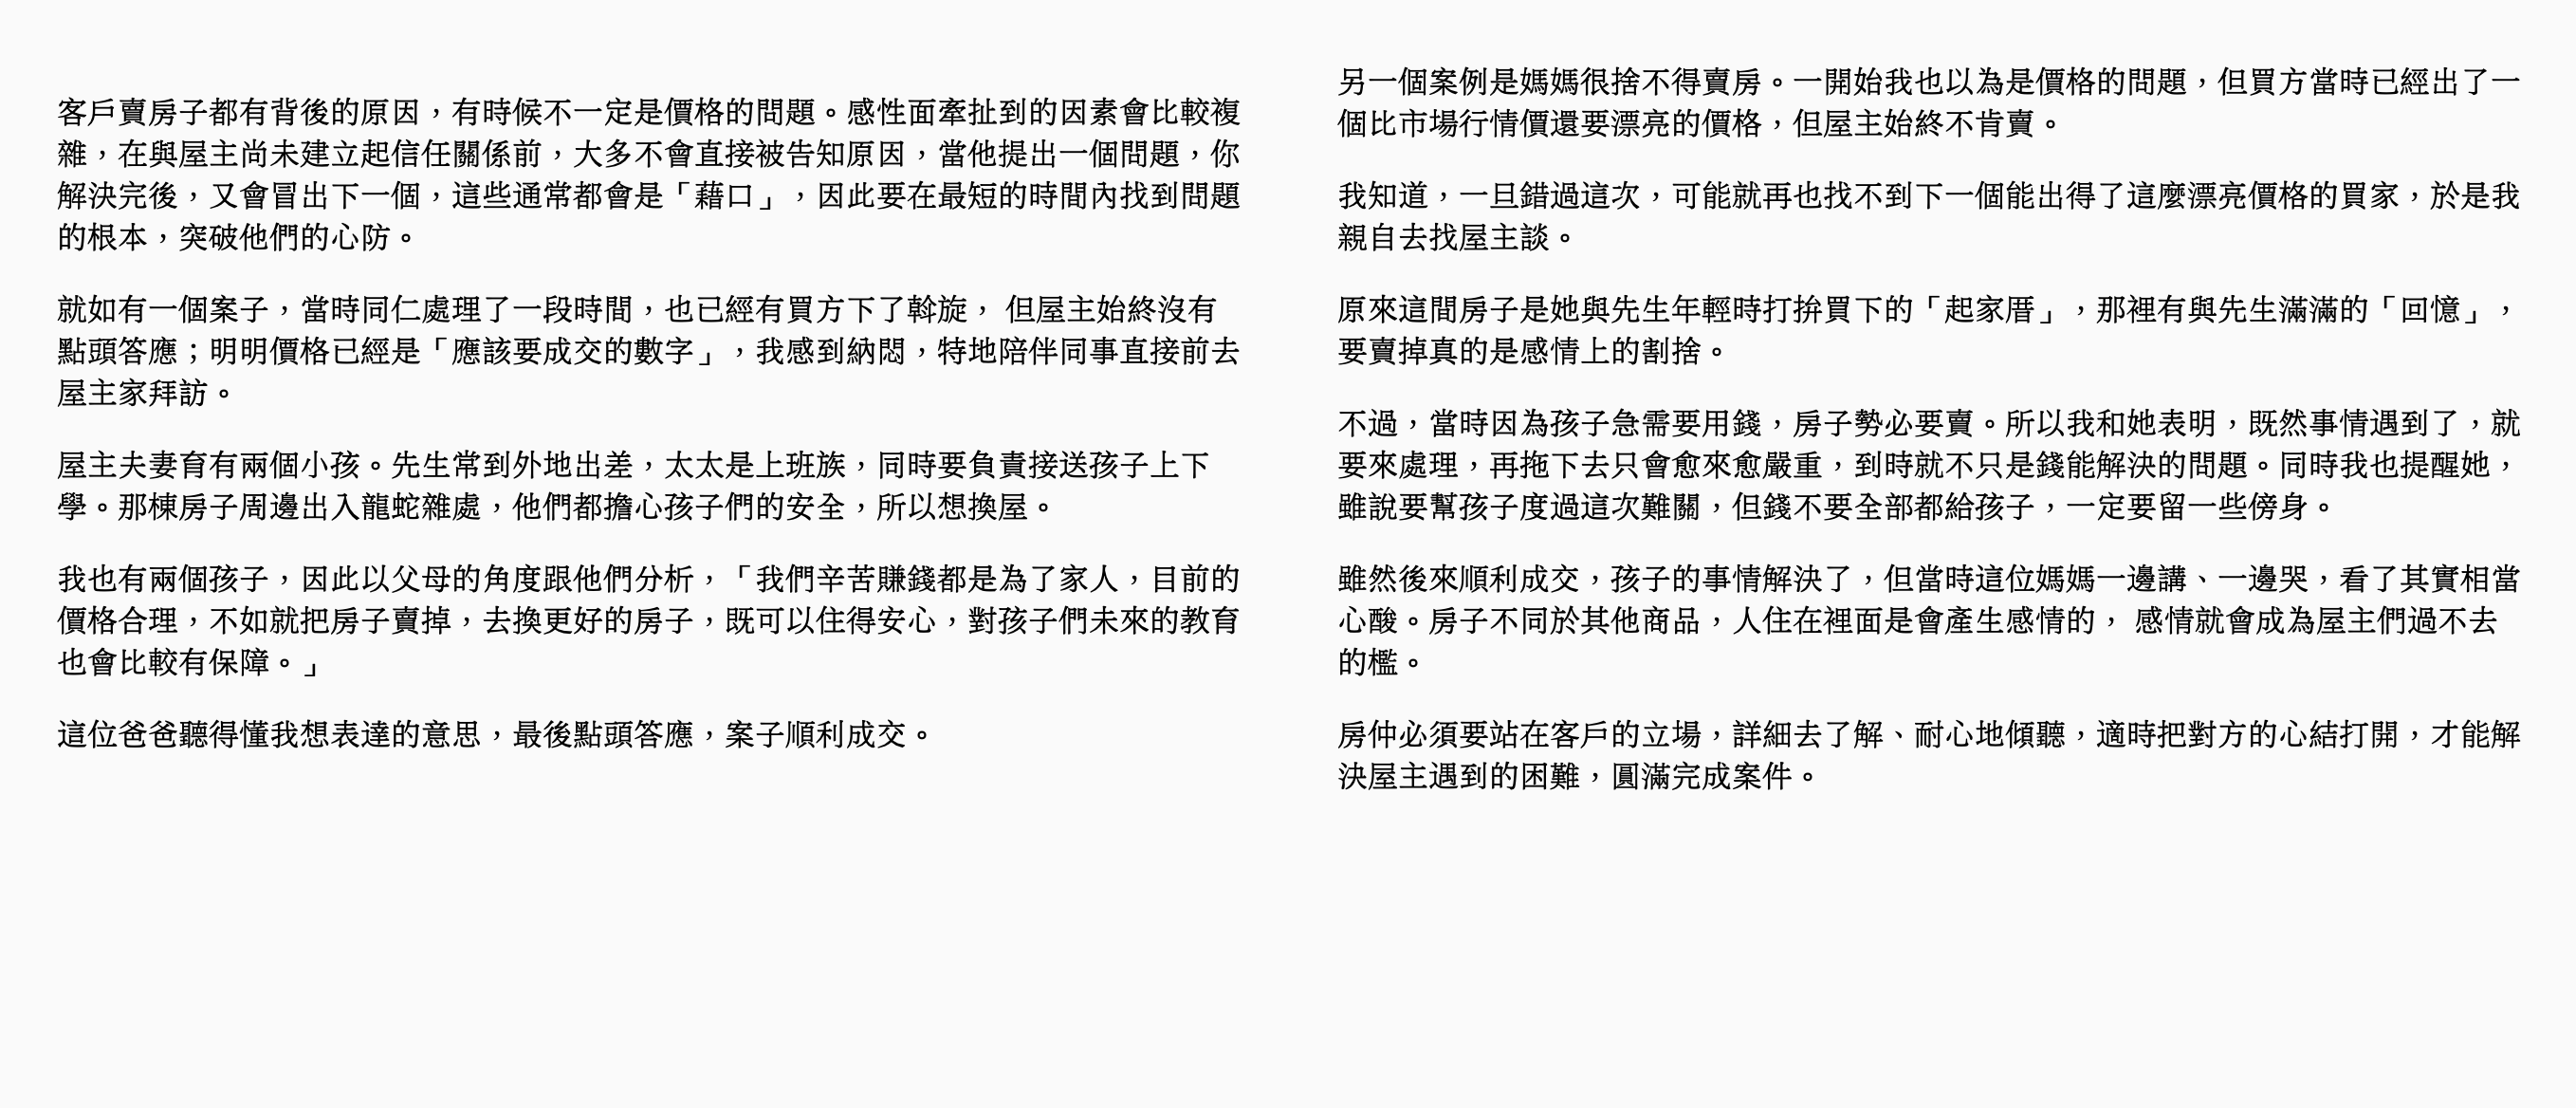 客戶賣房子都有背後的原因，有時候不一定是價格的問題。感性面牽扯到的因素會比較複
雜，在與屋主尚未建立起信任關係前，大多不會直接被告知原因，當他提出一個問題，你
解決完後，又會冒出下一個，這些通常都會是「藉口」，因此要在最短的時間內找到問題
的根本，突破他們的心防。
就如有一個案子，當時同仁處理了一段時間，也已經有買方下了斡旋， 但屋主始終沒有
點頭答應；明明價格已經是「應該要成交的數字」，我感到納悶，特地陪伴同事直接前去
屋主家拜訪。
屋主夫妻育有兩個小孩。先生常到外地出差，太太是上班族，同時要負責接送孩子上下
學。那棟房子周邊出入龍蛇雜處，他們都擔心孩子們的安全，所以想換屋。
我也有兩個孩子，因此以父母的角度跟他們分析，「我們辛苦賺錢都是為了家人，目前的
價格合理，不如就把房子賣掉，去換更好的房子，既可以住得安心，對孩子們未來的教育
也會比較有保障。」
這位爸爸聽得懂我想表達的意思，最後點頭答應，案子順利成交。
另一個案例是媽媽很捨不得賣房。一開始我也以為是價格的問題，但買方當時已經出了一
個比市場行情價還要漂亮的價格，但屋主始終不肯賣。
我知道，一旦錯過這次，可能就再也找不到下一個能出得了這麼漂亮價格的買家，於是我
親自去找屋主談。
原來這間房子是她與先生年輕時打拚買下的「起家厝」，那裡有與先生滿滿的「回憶」，
要賣掉真的是感情上的割捨。
不過，當時因為孩子急需要用錢，房子勢必要賣。所以我和她表明，既然事情遇到了，就
要來處理，再拖下去只會愈來愈嚴重，到時就不只是錢能解決的問題。同時我也提醒她，
雖說要幫孩子度過這次難關，但錢不要全部都給孩子，一定要留一些傍身。
雖然後來順利成交，孩子的事情解決了，但當時這位媽媽一邊講、一邊哭，看了其實相當
心酸。房子不同於其他商品，人住在裡面是會產生感情的， 感情就會成為屋主們過不去
的檻。
房仲必須要站在客戶的立場，詳細去了解、耐心地傾聽，適時把對方的心結打開，才能解
決屋主遇到的困難，圓滿完成案件。